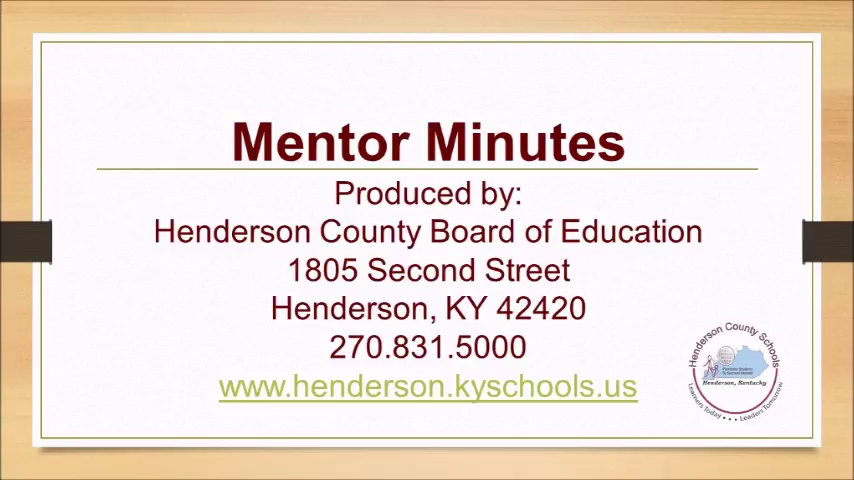 Mentor Minutes
Produced by:
Henderson County Board of Education
1805 Second Street
Henderson, KY 42420
270.831.5000
www.henderson.kyschools.us
Henderson County Schools
Henderson, Kentucky
Learners Today • • • Leaders Tomorrow